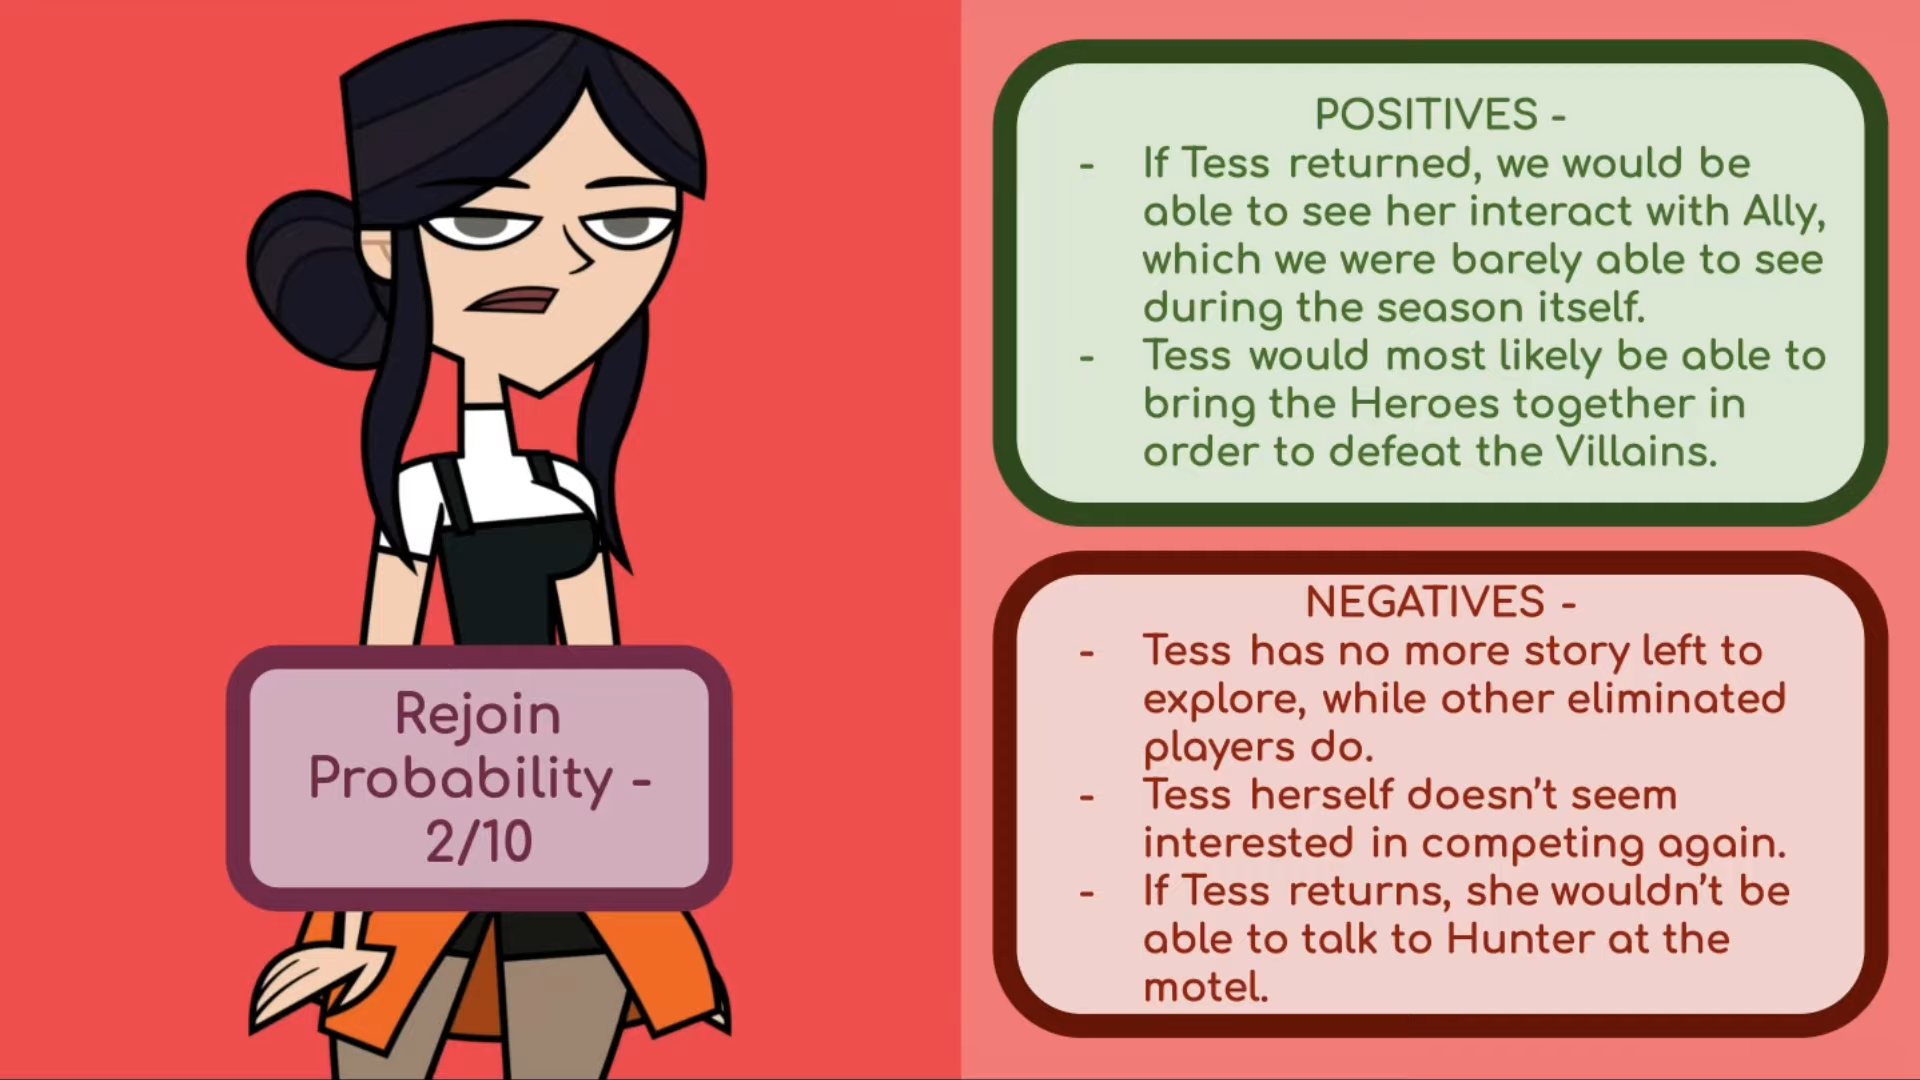 POSITIVES -
- If Tess returned, we would be
able to see her interact with Ally,
which we were barely able to see
during the season itself.
- Tess would most likely be able to
bring the Heroes together in
order to defeat the Villains.
NEGATIVES -
- Tess has no more story left to
explore, while other eliminated
players do.
- Tess herself doesn't seem
interested in competing again.
- If Tess returns, she wouldn't be
able to talk to Hunter at the
motel.
Rejoin
Probability -
2/10